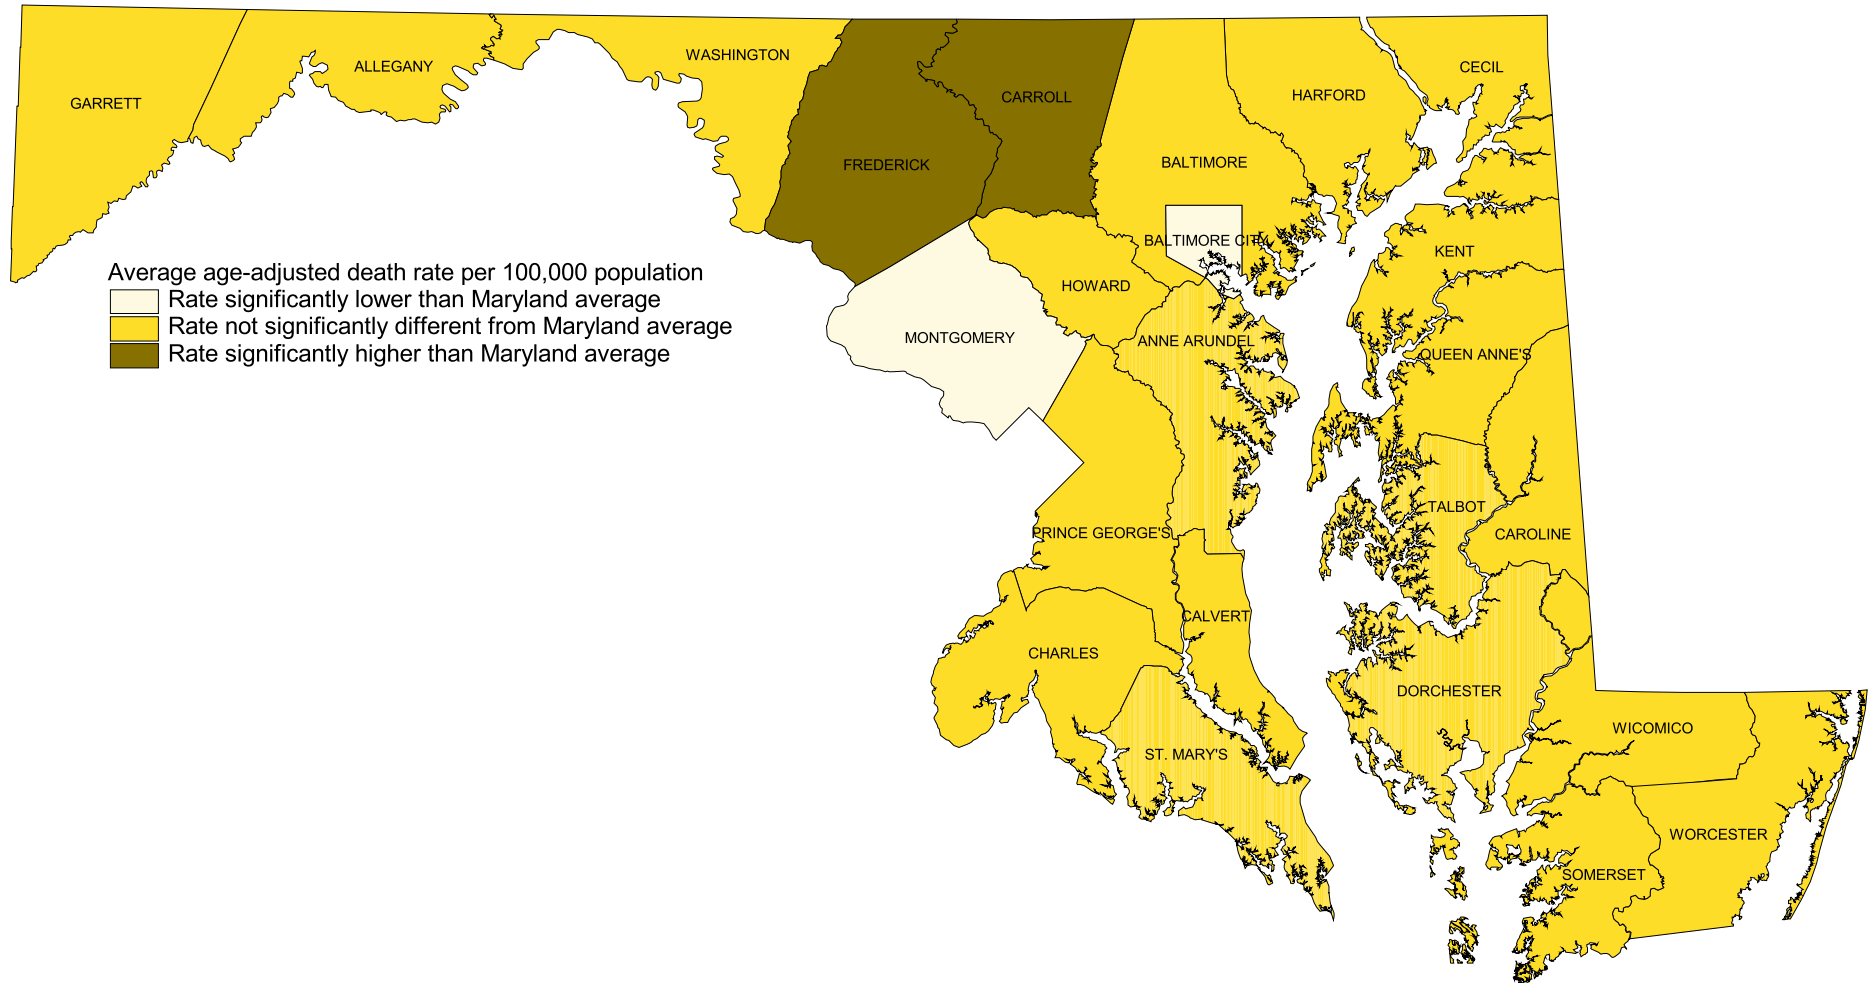 WASHINGTON
ALLEGANY
CECIL
GARRETT
CARROLL
HARFORD
FREDERICK
BALTIMORE
BALTIMORE CITY
KENT
Average age-adjusted death rate per 100,000 population
Rate significantly lower than Maryland average
Rate not significantly different from Maryland average
Rate significantly higher than Maryland average
HOWARD
MONTGOMERY
ANNE ARUNDEL
QUEEN ANNE'S
TALBOT
PRINCE GEORGE'S
CAROLINE
CALVERT
CHARLES
DORCHESTER
WICOMICO
ST. MARY'S
WORCESTER
SOMERSET